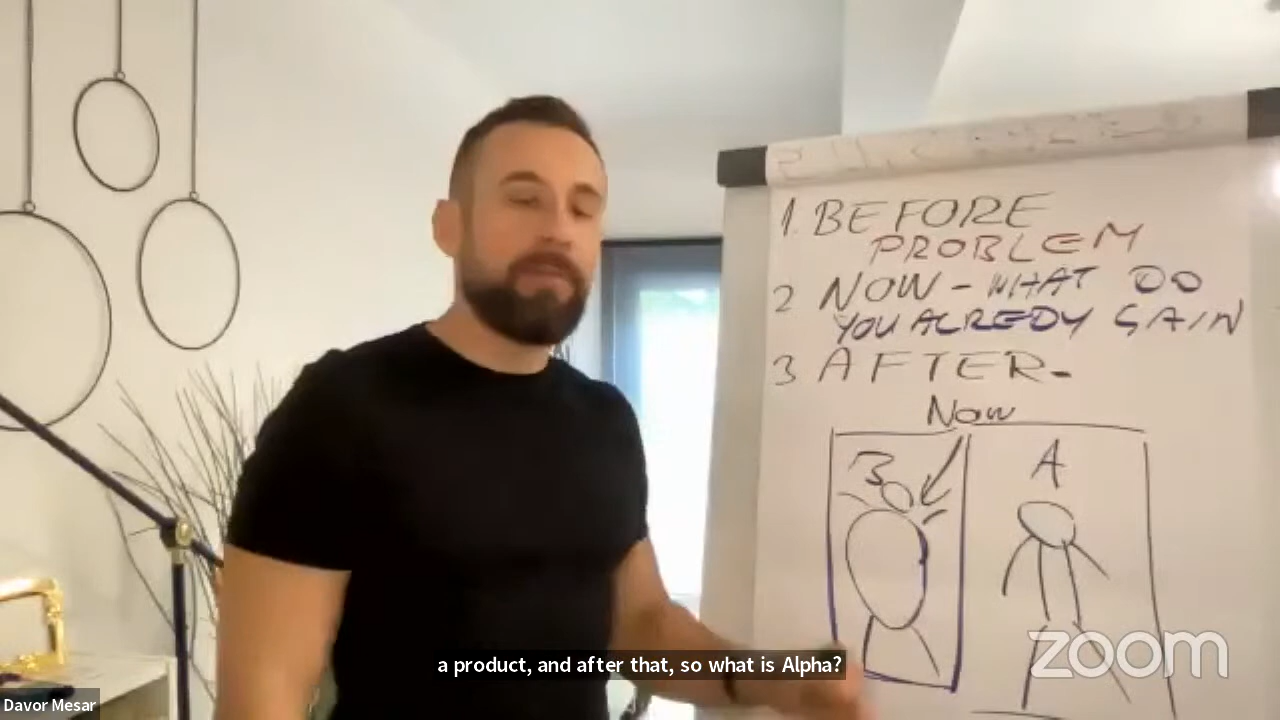 1. BEFORE
PROBLEM
2 NOW - WHAT DO
YOU ALREDY GAIN
3 AFTER-
Now
B
A
a product, and after that, so what is Alpha?
zoom
Davor Mesar